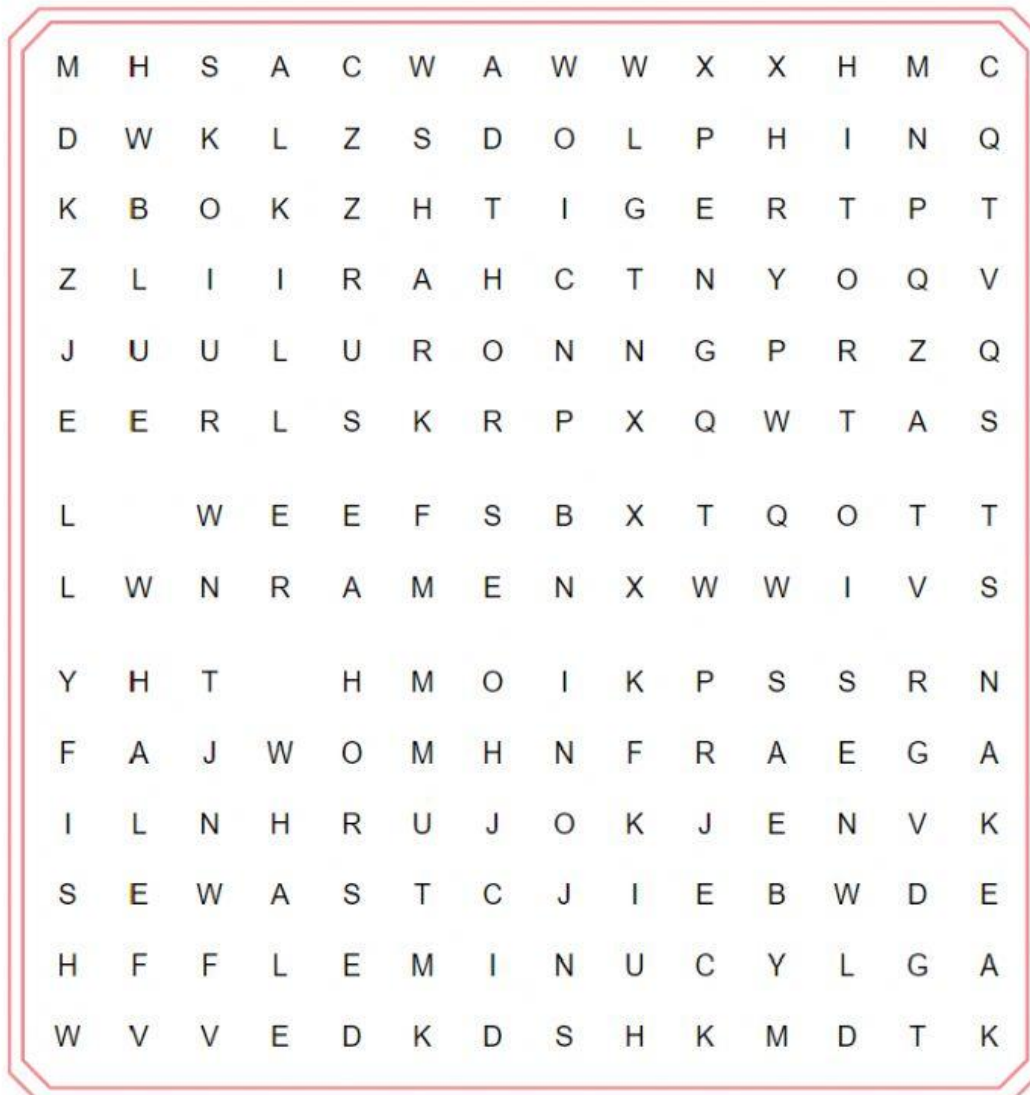 M H S A C W A W W X X H M C
D W K L Z S D O L P H I N Q
K B O K Z H T I G E R T P T
Z L I I R A H C T N Y O Q V
J U U L U R O N N G P R Z Q
E E R L S K R P X Q W T A S
L W E E F S B X T Q O T T
L W N R A M E N X W W I V S
Y H T H M O I K P S S R N
F A J W O M H N F R A E G A
I L N H R U J O K J E N V K
S E W A S T C J I E B W D E
H F F L E M I N U C Y L G A
W V V E D K D S H K M D T K